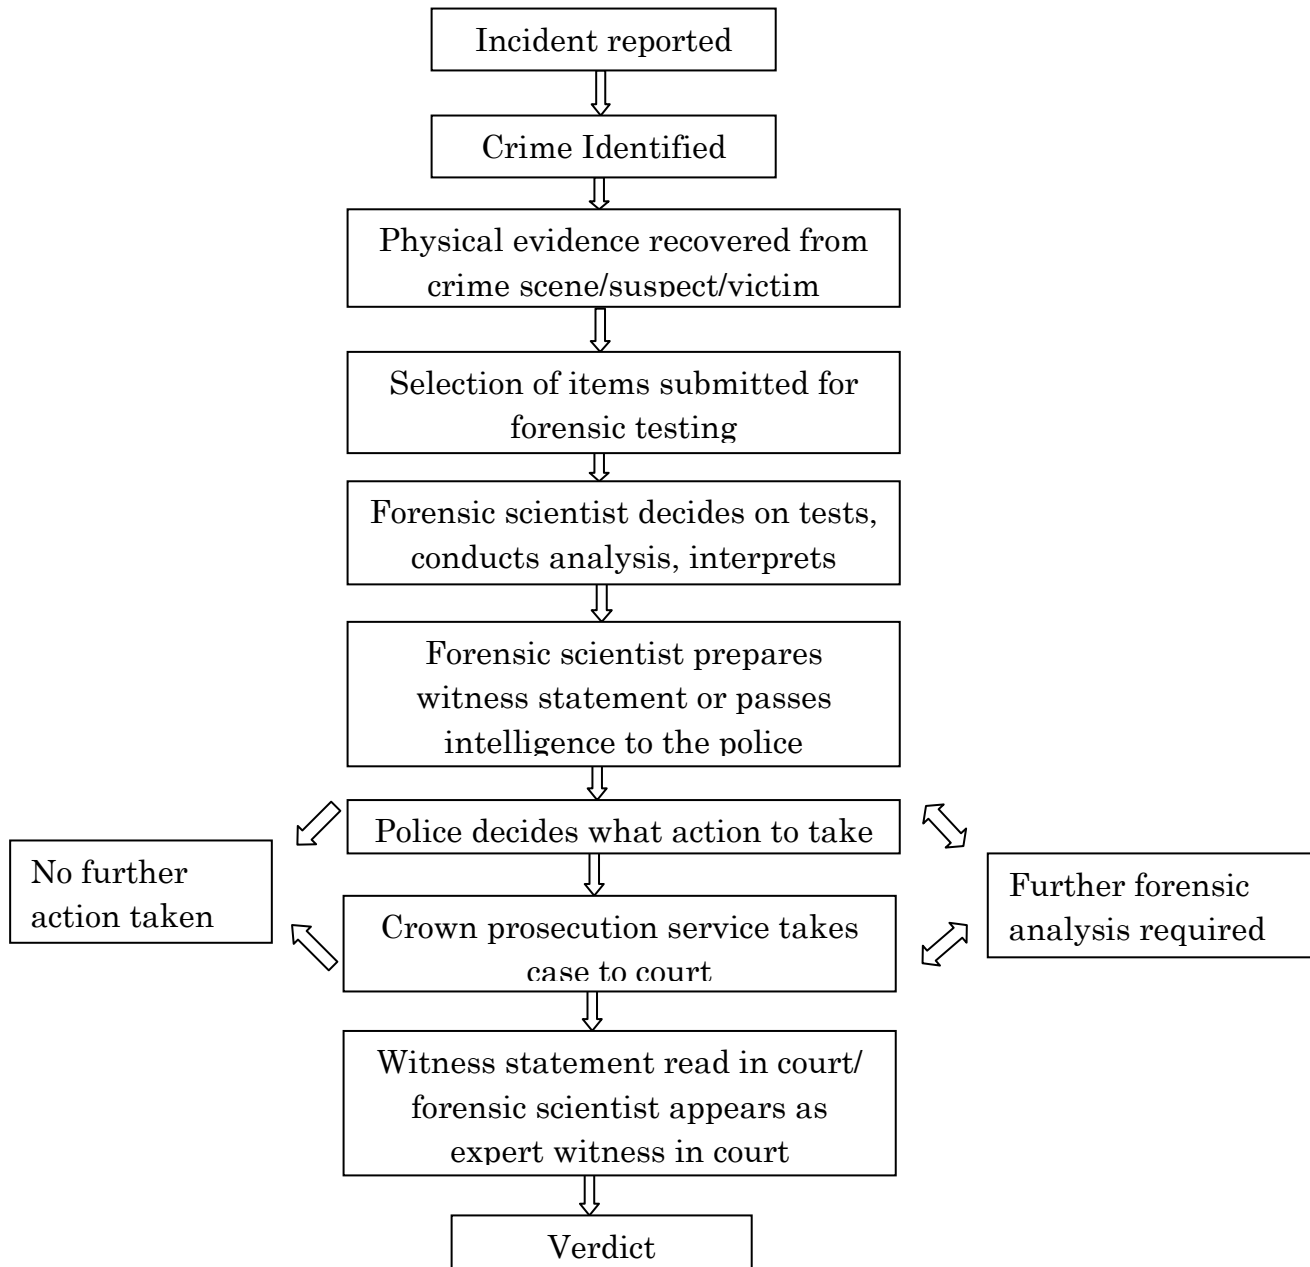 Incident reported
Crime Identified
Physical evidence recovered from
crime scene/suspect/victim
Selection of items submitted for
forensic testing
Forensic scientist decides on tests,
conducts analysis, interprets
Forensic scientist prepares
witness statement or passes
intelligence to the police
Police decides what action to take
No further
action taken
Further forensic
analysis required
Crown prosecution service takes
case to court
Witness statement read in court/
forensic scientist appears as
expert witness in court
Verdict